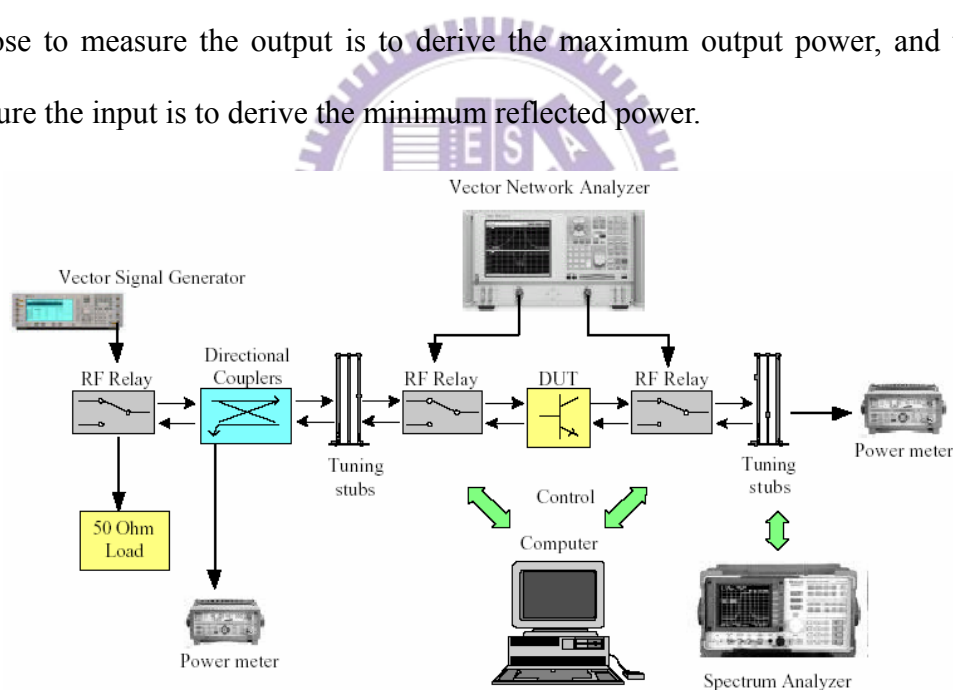 ose to measure the output is to derive the maximum output power, and
ure the input is to derive the minimum reflected power.
E S A
Vector Network Analyzer
Vector Signal Generator
Directional
Couplers
RF Relay
RF Relay
DUT
RF Relay
Tuning
stubs
Tuning
stubs
Power meter
50 Ohm
Load
Control
Computer
Power meter
Spectrum Analyzer